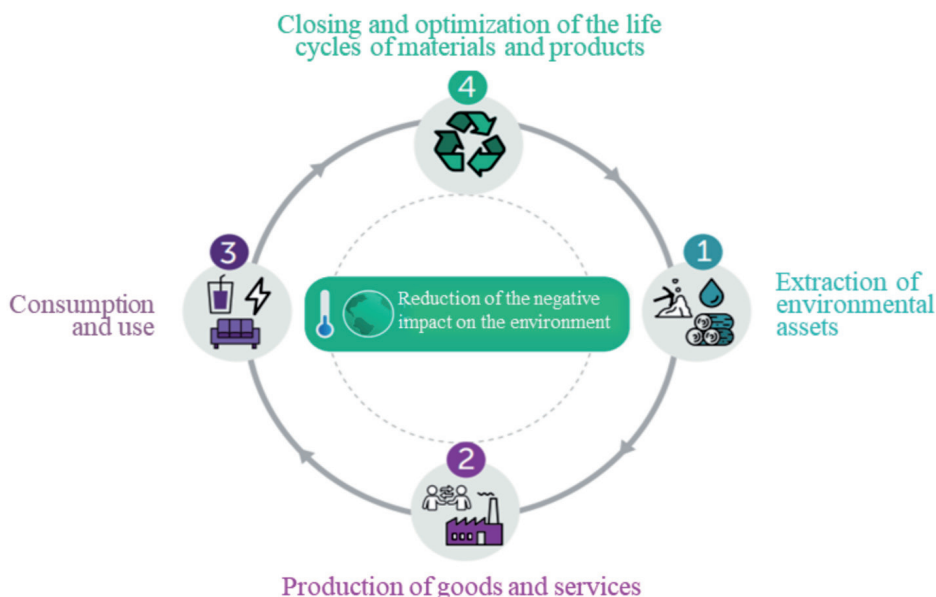 Closing and optimization of the life
cycles of materials and products
4
3
1
Consumption
and use
Reduction of the negative
impact on the environment
Extraction of
environmental
assets
2
Production of goods and services